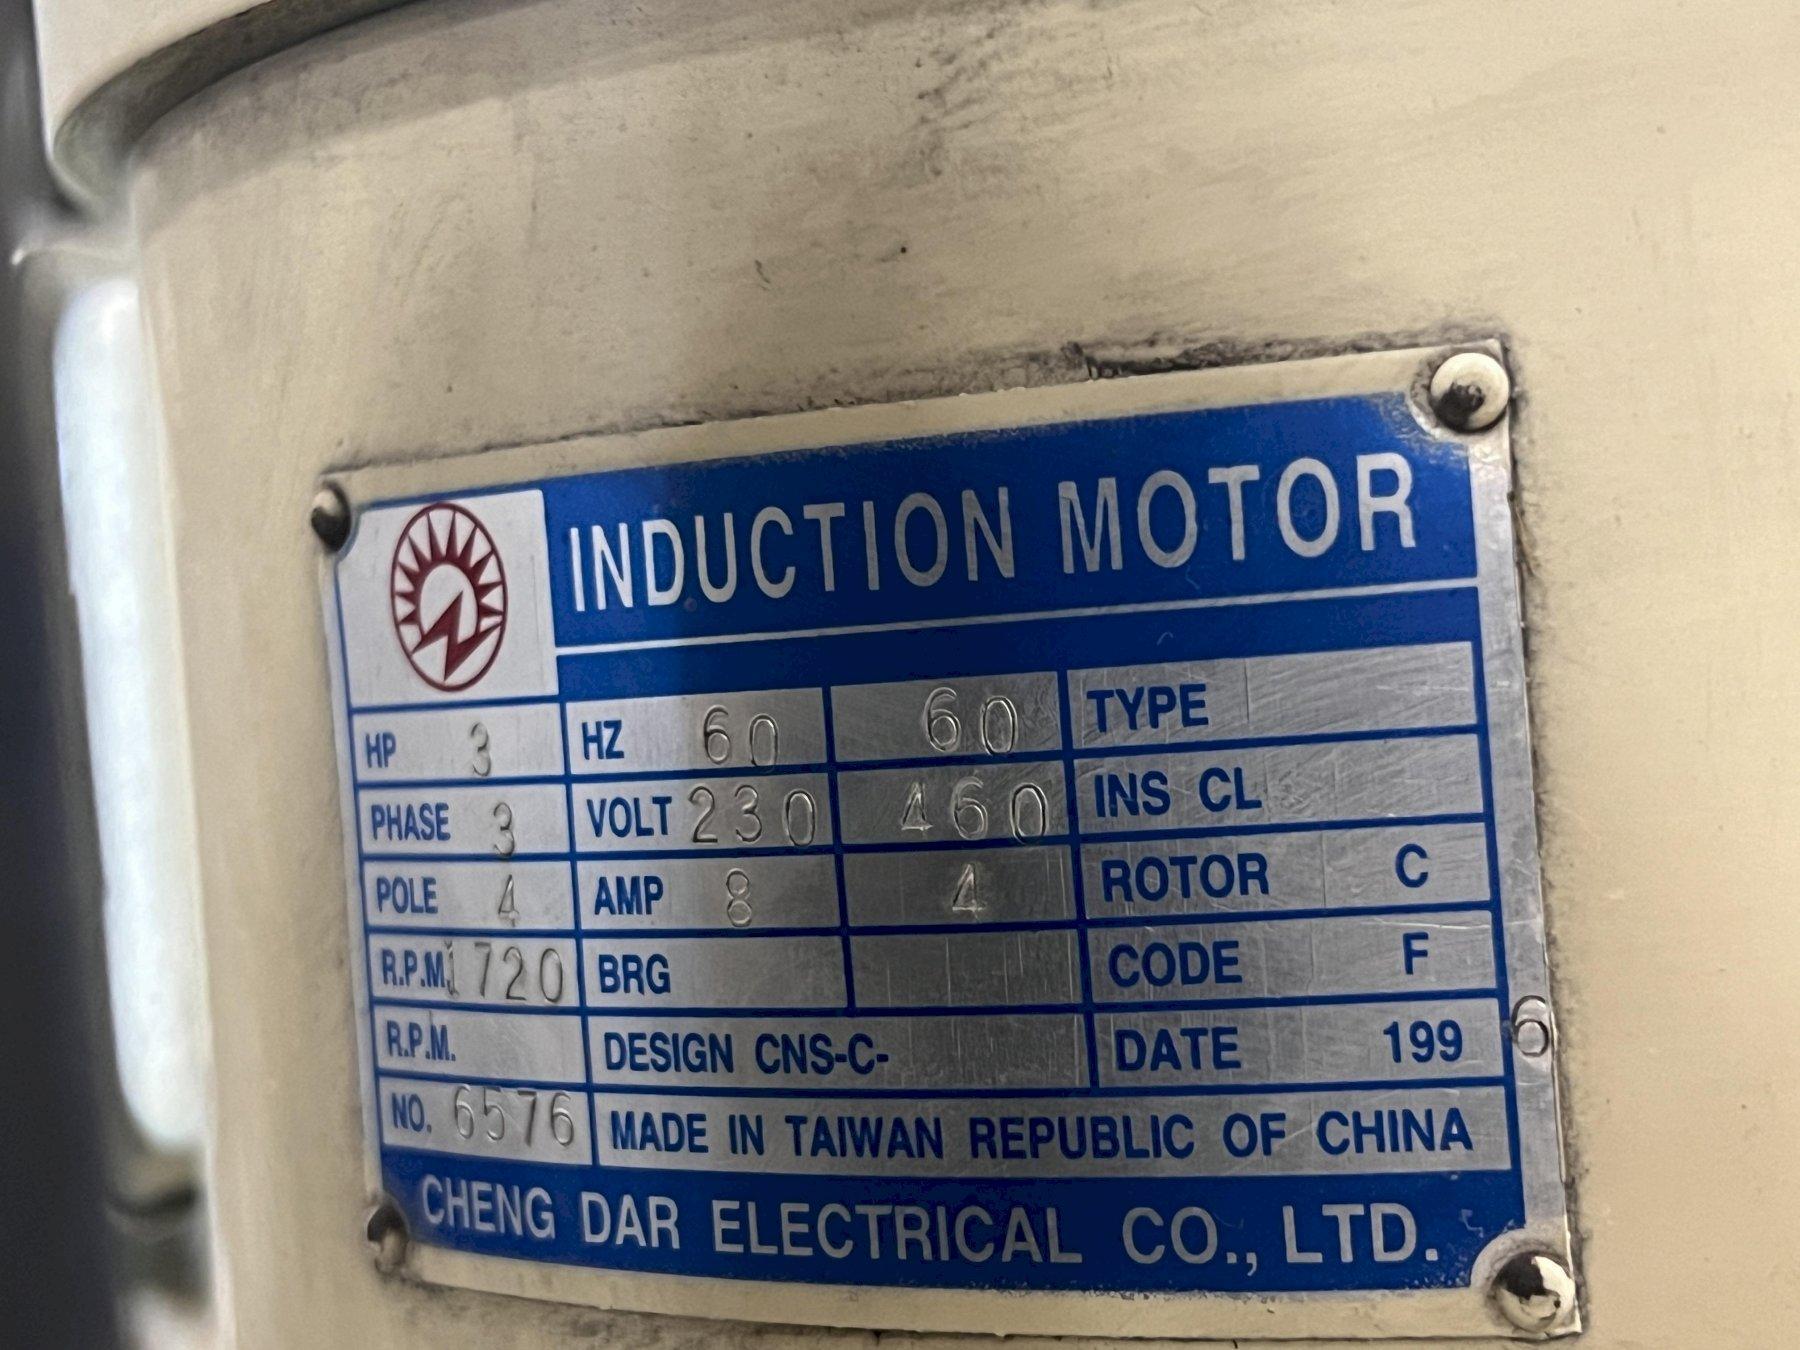 INDUCTION MOTOR
HP 3 HZ 60 60 TYPE
PHASE 3 VOLT 230 460 INS CL
POLE 4 AMP 8 4 ROTOR C
R.P.M. 1720 BRG CODE F
R.P.M. DESIGN CNS-C- DATE 1996
NO. 6576 MADE IN TAIWAN REPUBLIC OF CHINA
CHENG DAR ELECTRICAL CO., LTD.